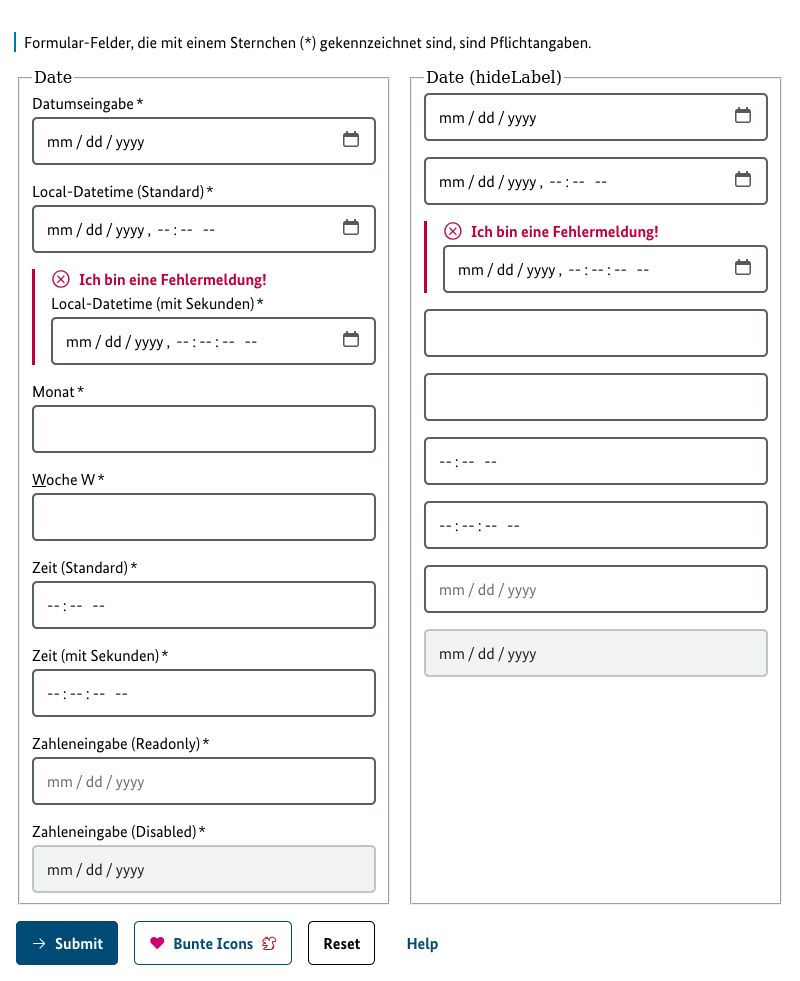 Formular-Felder, die mit einem Sternchen (*) gekennzeichnet sind, sind Pflichtangaben.
Date
Datumseingabe *
mm / dd / yyyy
Local-Datetime (Standard) *
mm / dd / yyyy , -- : -- --
Ich bin eine Fehlermeldung!
Local-Datetime (mit Sekunden) *
mm / dd / yyyy , -- : -- : -- --
Monat *
Woche W *
Zeit (Standard) *
-- : -- --
Zeit (mit Sekunden) *
-- : -- : -- --
Zahleneingabe (Readonly) *
mm / dd / yyyy
Zahleneingabe (Disabled) *
mm / dd / yyyy
Date (hideLabel)
mm / dd / yyyy
mm / dd / yyyy , -- : -- --
Ich bin eine Fehlermeldung!
mm / dd / yyyy , -- : -- : -- --
-- : -- --
-- : -- : -- --
mm / dd / yyyy
mm / dd / yyyy
Submit
Bunte Icons
Reset
Help